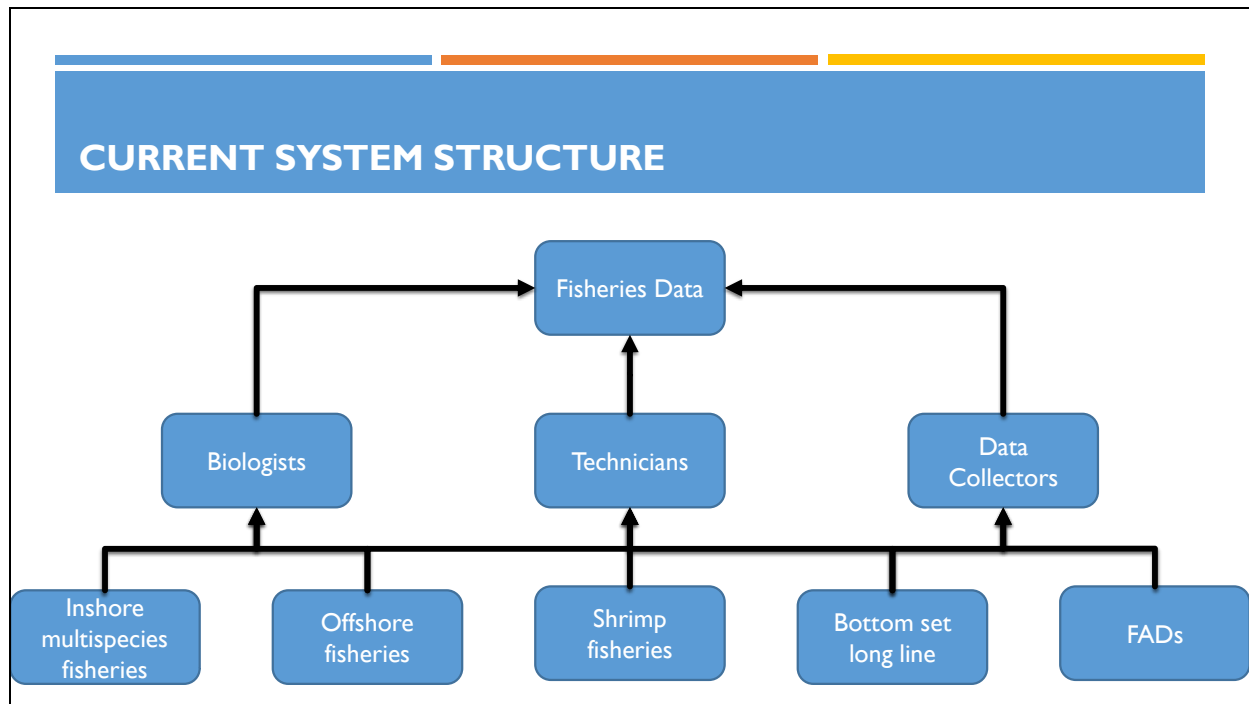 CURRENT SYSTEM STRUCTURE
Fisheries Data
Biologists
Technicians
Data
Collectors
Inshore
multispecies
fisheries
Offshore
fisheries
Shrimp
fisheries
Bottom set
long line
FADs